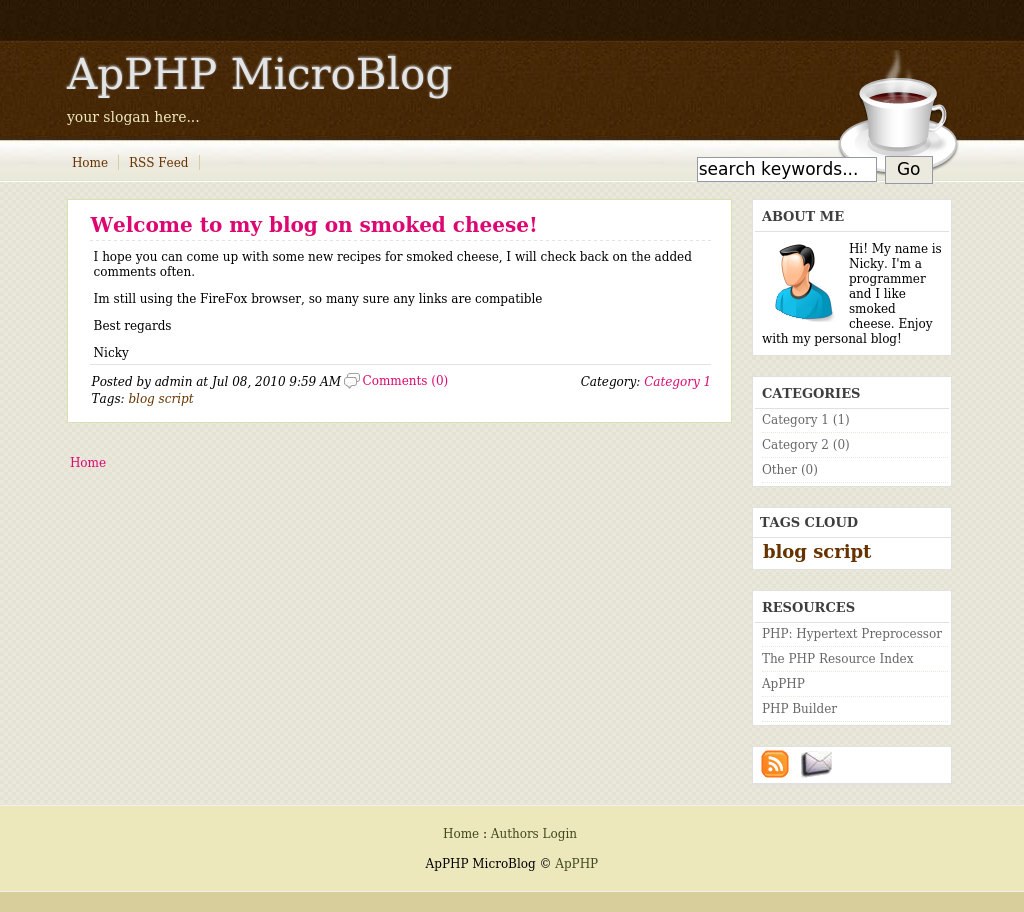 ApPHP MicroBlog
your slogan here...
Home
RSS Feed
search keywords...
Go
Welcome to my blog on smoked cheese!
I hope you can come up with some new recipes for smoked cheese, I will check back on the added
comments often.
Im still using the FireFox browser, so many sure any links are compatible
Best regards
Nicky
Posted by admin at Jul 08, 2010 9:59 AM Comments (0)
Category: Category 1
Tags: blog script
Home
ABOUT ME
Hi! My name is
Nicky. I'm a
programmer
and I like
smoked
cheese. Enjoy
with my personal blog!
CATEGORIES
Category 1 (1)
Category 2 (0)
Other (0)
TAGS CLOUD
blog script
RESOURCES
PHP: Hypertext Preprocessor
The PHP Resource Index
ApPHP
PHP Builder
Home : Authors Login
ApPHP MicroBlog © ApPHP